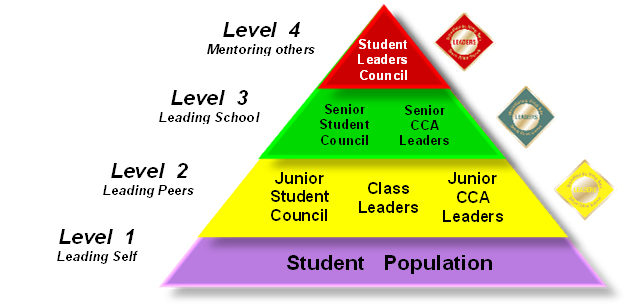 Level 4
Mentoring others
Student
Leaders
Council
LEADERS
Level 3
Leading School
Senior
Student
Council
Senior
CCA
Leaders
LEADERS
Level 2
Leading Peers
Junior
Student
Council
Class
Leaders
Junior
CCA
Leaders
LEADERS
Level 1
Leading Self
Student Population